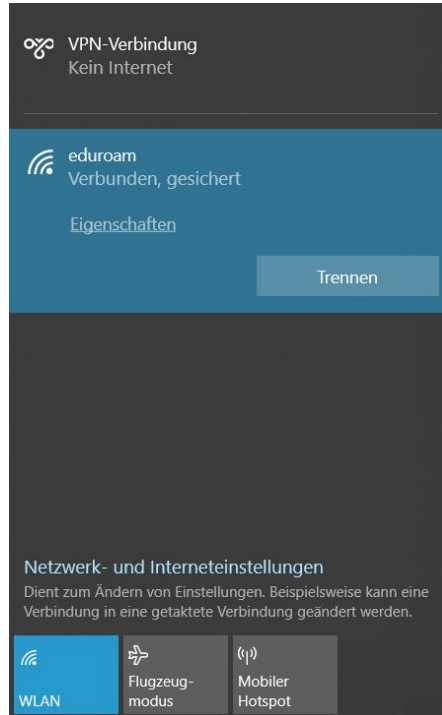 VPN-Verbindung
Kein Internet
eduroam
Verbunden, gesichert
Eigenschaften
Trennen
Netzwerk- und Interneteinstellungen
Dient zum Ändern von Einstellungen. Beispielsweise kann eine
Verbindung in eine getaktete Verbindung geändert werden.
WLAN
Flugzeug-
modus
Mobiler
Hotspot